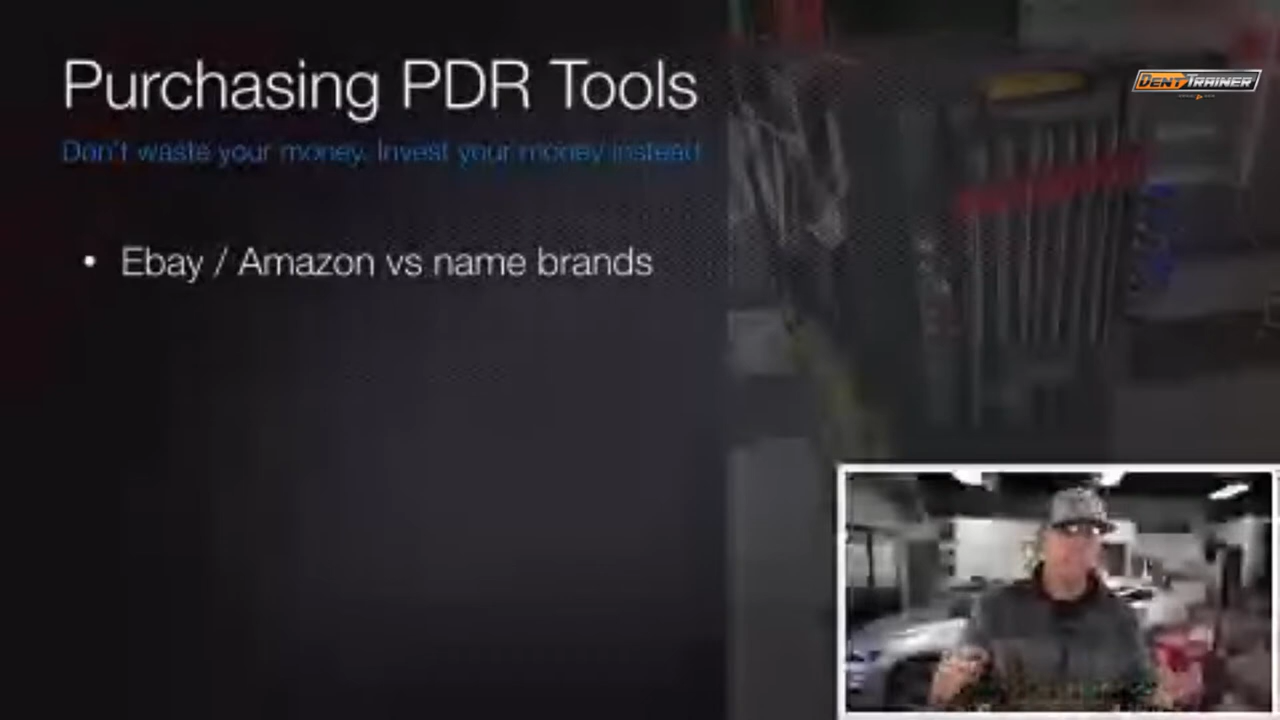 Purchasing PDR Tools
DENT TRAINER
Don't waste your money. Invest your money instead
• Ebay / Amazon vs name brands